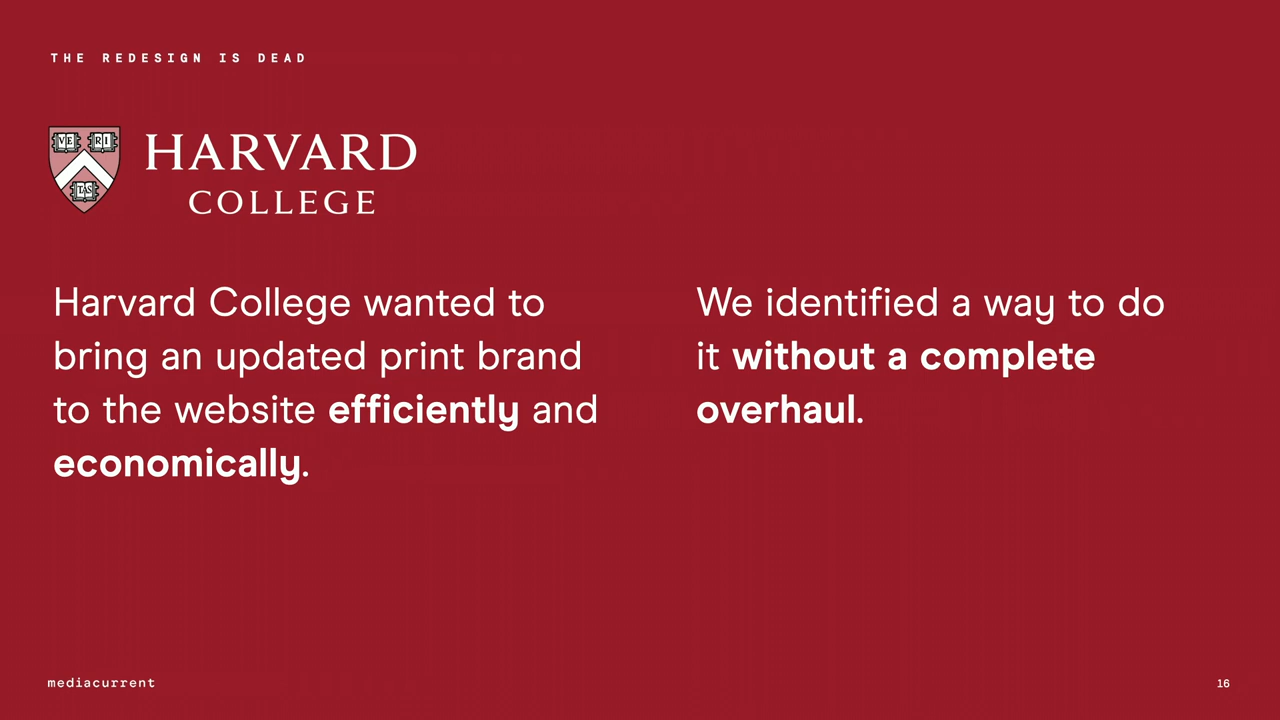 THE REDESIGN IS DEAD
VE RI
TAS
HARVARD
COLLEGE
Harvard College wanted to
bring an updated print brand
to the website efficiently and
economically.
We identified a way to do
it without a complete
overhaul.
mediacurrent
16